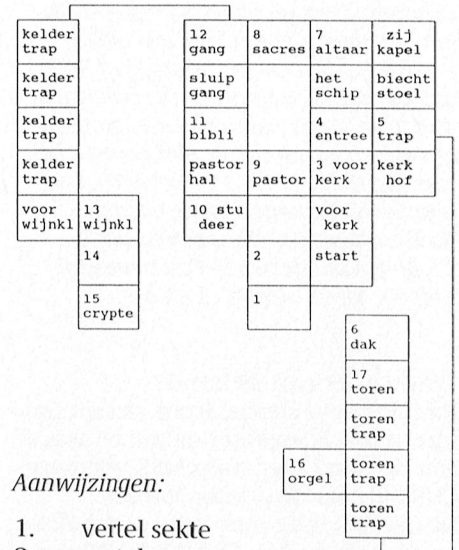 kelder
trap
kelder
trap
kelder
trap
kelder
trap
voor
wijnkl
13
wijnkl
14
15
crypte
12
gang
8
sacres
7
altaar
zij
kapel
sluip
gang
het
schip
biecht
stoel
11
bibli
4
entree
5
trap
pastor
hal
9
pastor
3 voor
kerk
kerk
hof
10 stu
deer
voor
kerk
2
start
1
6
dak
17
toren
toren
trap
16
orgel
toren
trap
toren
trap
Aanwijzingen:
1. vertel sekte